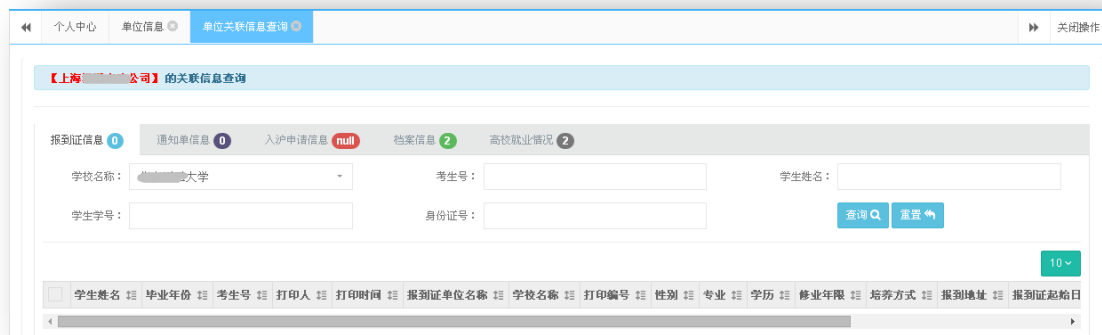 个人中心 单位信息 单位关联信息查询 关闭操作
【上海 公司】的关联信息查询
报到证信息 0 通知单信息 0 入沪申请信息 null 档案信息 2 高校就业情况 2
学校名称： 大学 考生号： 学生姓名：
学生学号： 身份证号： 查询 重置
10
学生姓名 毕业年份 考生号 打印人 打印时间 报到证单位名称 学校名称 打印编号 性别 专业 学历 修业年限 培养方式 报到地址 报到证起始日